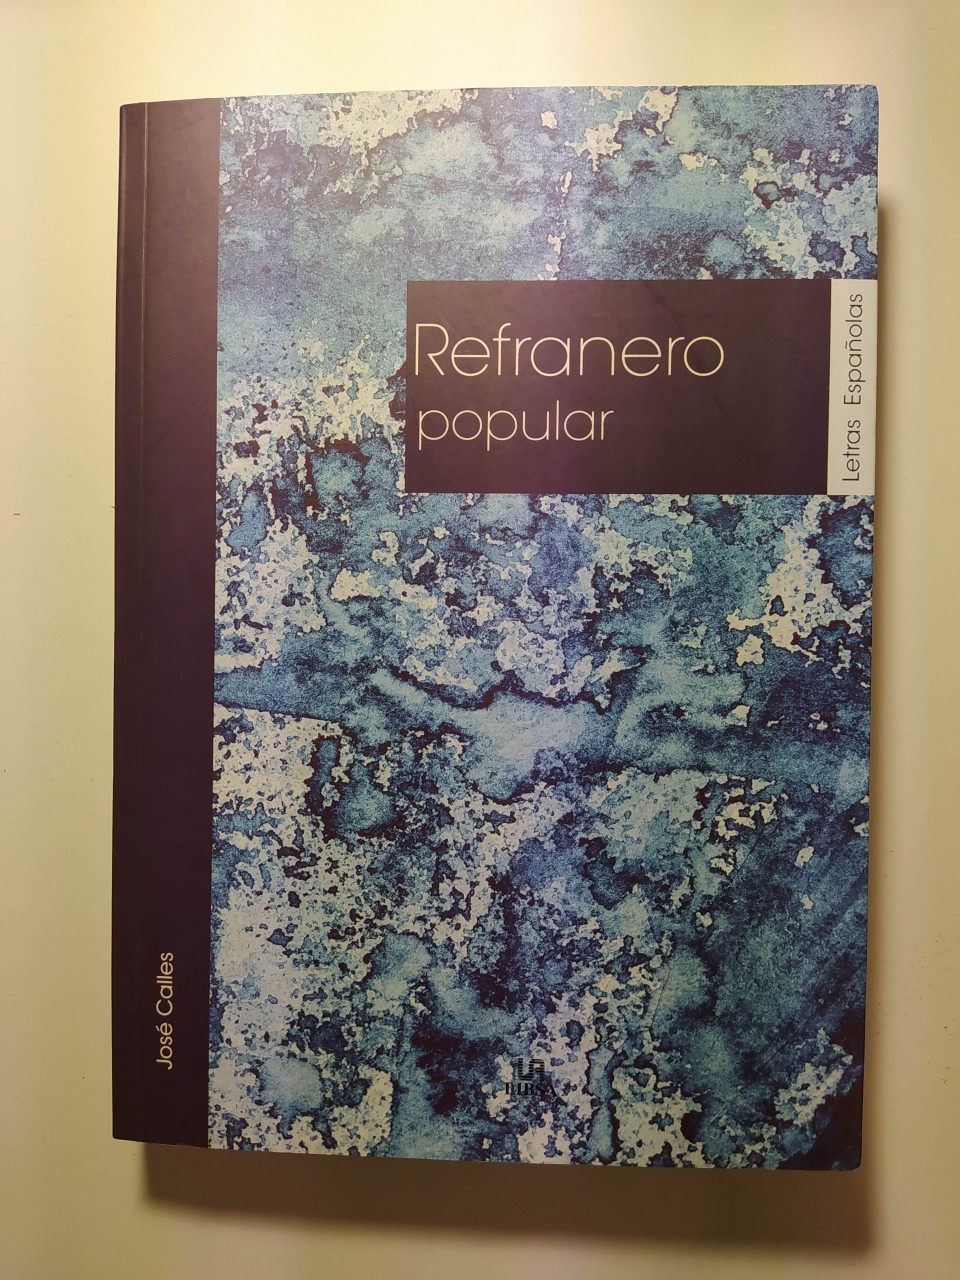 Refranero
popular
Letras Españolas
José Calles
LIBSA